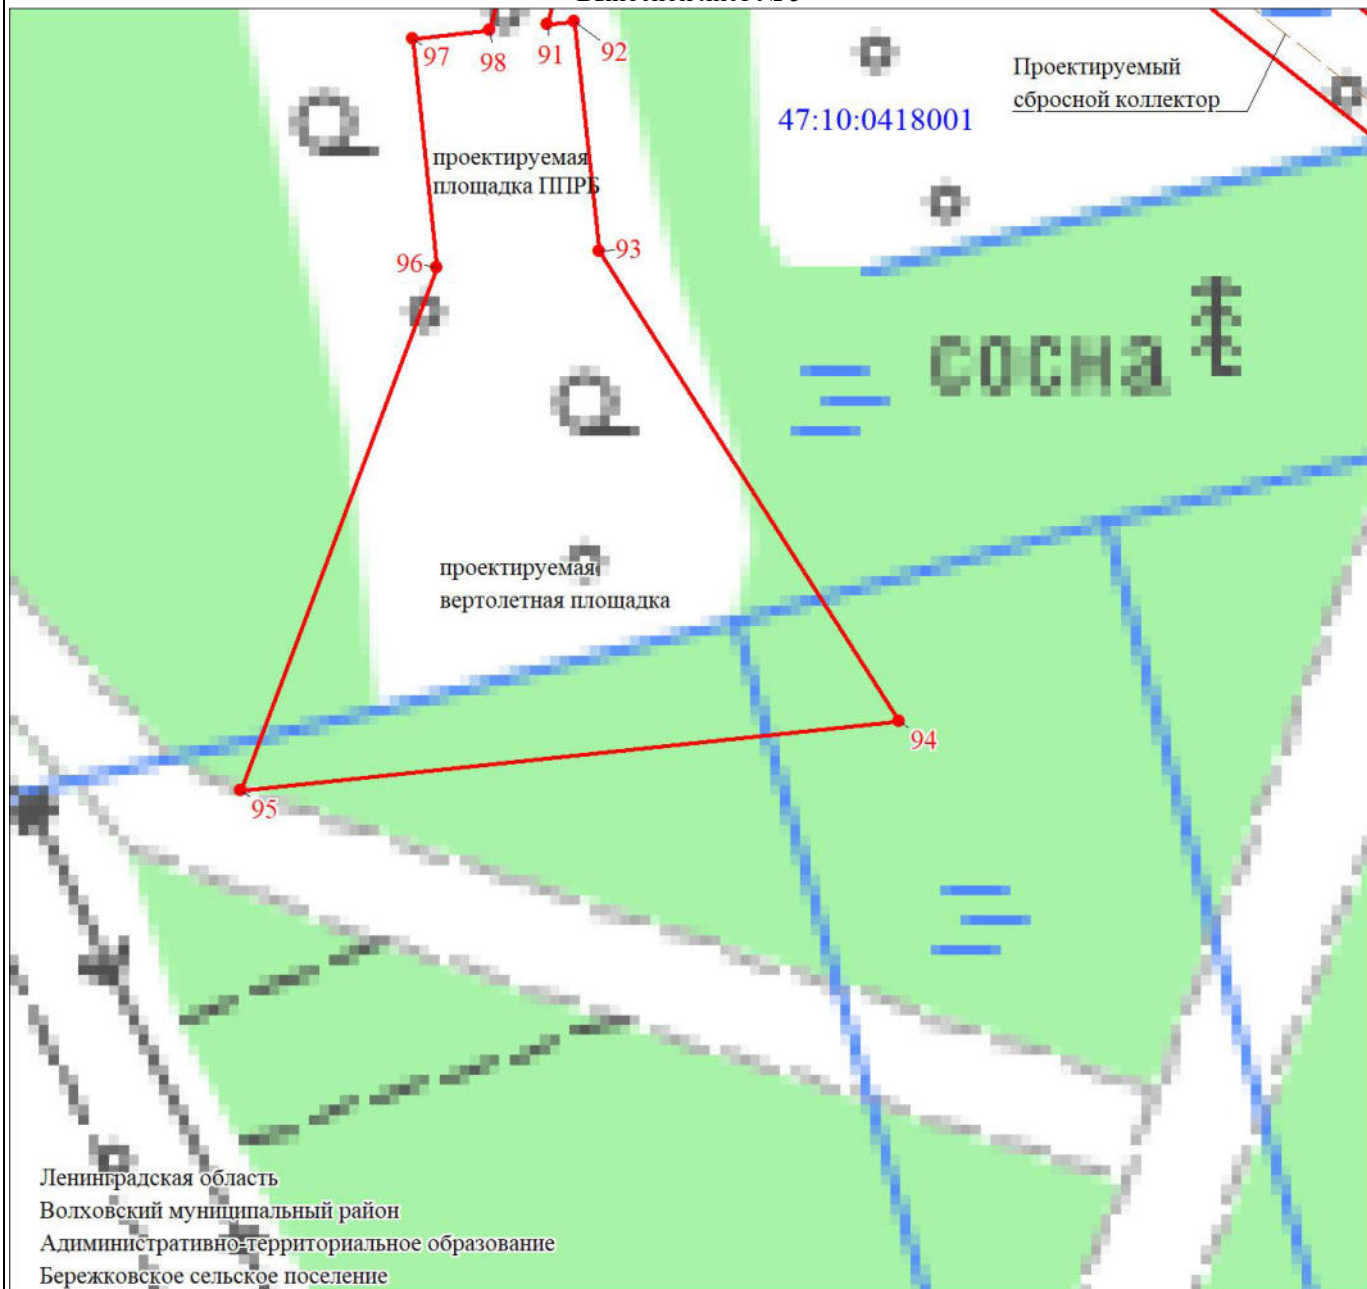 97
98
91
92
Проектируемый
сбросной коллектор
47:10:0418001
проектируемая
площадка ППРБ
96
93
сосна
проектируемая
вертолетная площадка
94
95
Ленинградская область
Волховский муниципальный район
Адиминистративно-территориальное образование
Бережковское сельское поселение